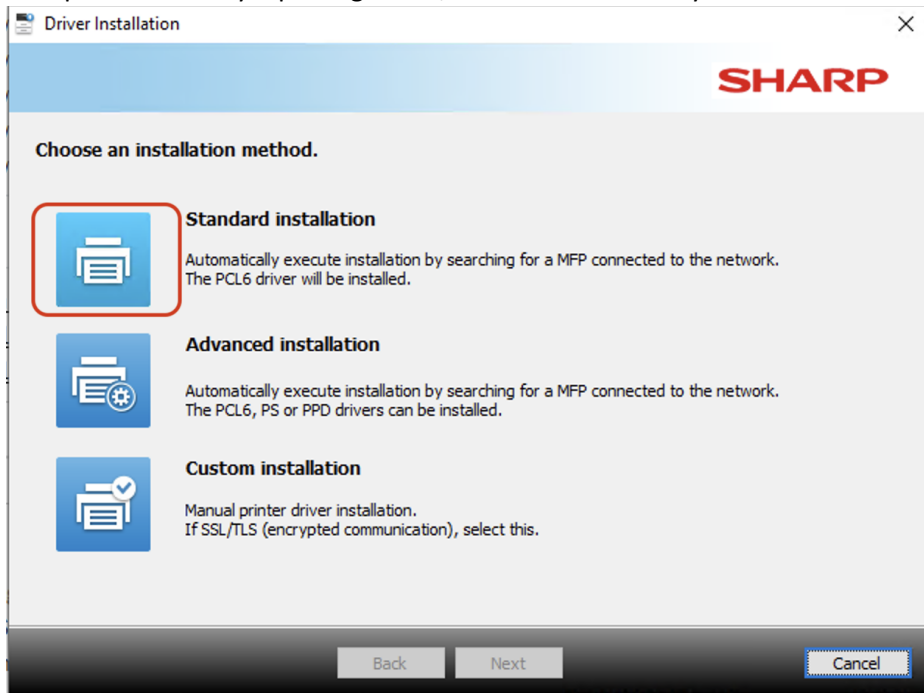 Driver Installation
SHARP
Choose an installation method.
Standard installation
Automatically execute installation by searching for a MFP connected to the network.
The PCL6 driver will be installed.
Advanced installation
Automatically execute installation by searching for a MFP connected to the network.
The PCL6, PS or PPD drivers can be installed.
Custom installation
Manual printer driver installation.
If SSL/TLS (encrypted communication), select this.
Back Next Cancel